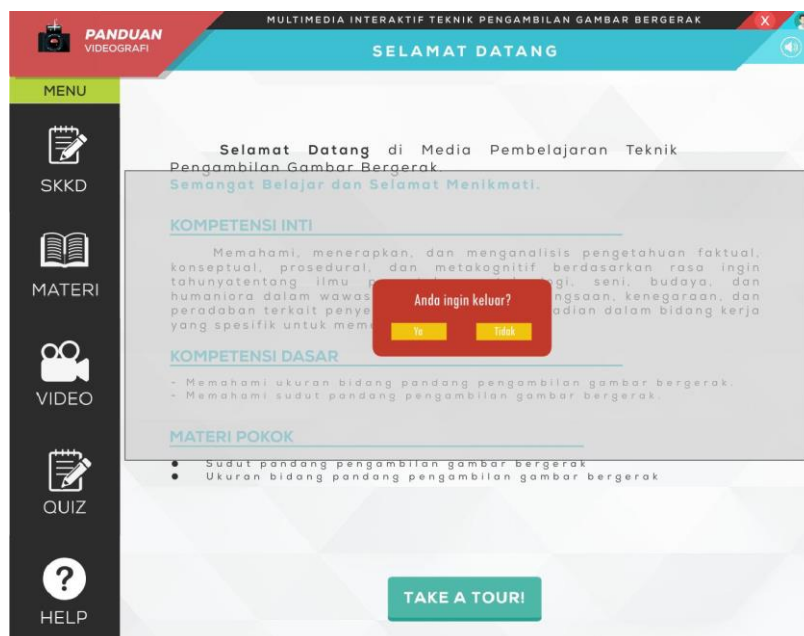 PANDUAN
VIDEOGRAFI
MULTIMEDIA INTERAKTIF TEKNIK PENGAMBILAN GAMBAR BERGERAK
X
SELAMAT DATANG
MENU
SKKD
MATERI
VIDEO
QUIZ
?
HELP
Selamat Datang di Media Pembelajaran Teknik
Pengambilan Gambar Bergerak.
Semangat Belajar dan Selamat Menikmati.
KOMPETENSI INTI
Memahami, menerapkan, dan menganalisis pengetahuan faktual,
konseptual, prosedural, dan metakognitif berdasarkan rasa ingin
tahunyatentang ilmu gi, seni, budaya, dan
humaniora dalam wawas ngsaan, kenegaraan, dan
peradaban terkait penye adian dalam bidang kerja
yang spesifik untuk mem
Anda ingin keluar?
Ya Tidak
KOMPETENSI DASAR
- Memahami ukuran bidang pandang pengambilan gambar bergerak.
- Memahami sudut pandang pengambilan gambar bergerak.
MATERI POKOK
● Sudut pandang pengambilan gambar bergerak
● Ukuran bidang pandang pengambilan gambar bergerak
TAKE A TOUR!